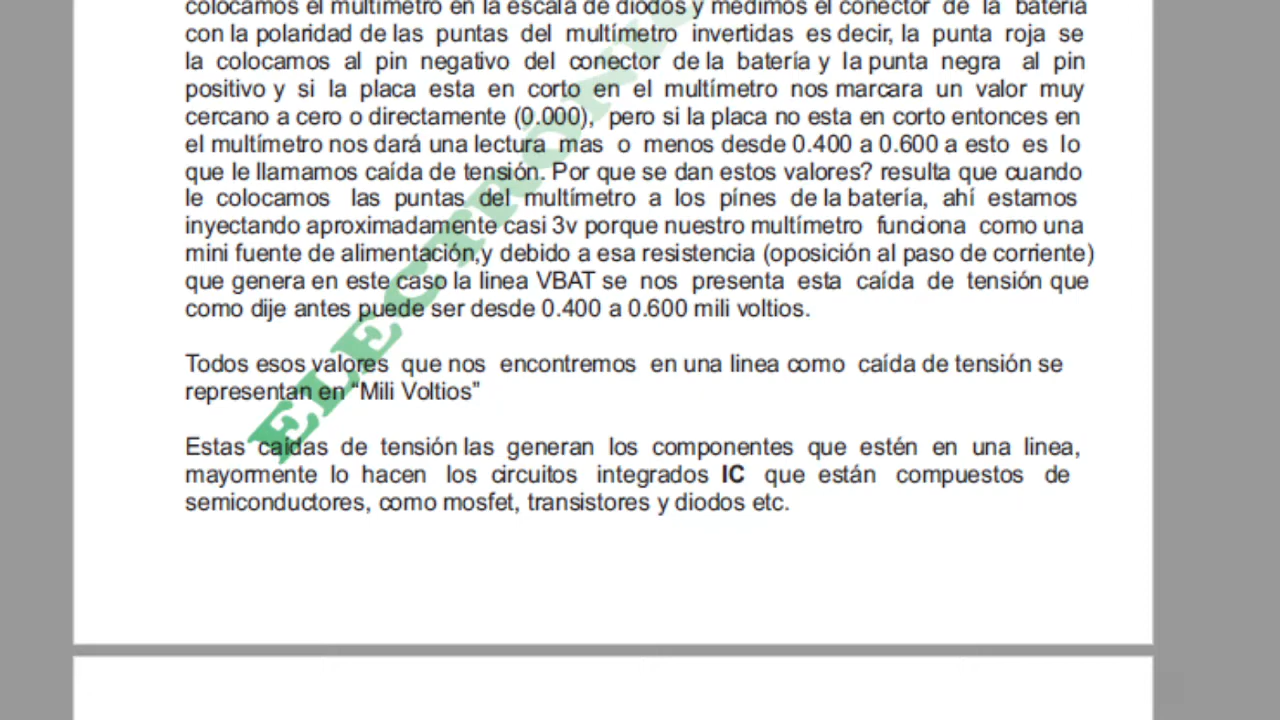 colocamos el multímetro en la escala de diodos y medimos el conector de la batería
con la polaridad de las puntas del multímetro invertidas es decir, la punta roja se
la colocamos al pin negativo del conector de la batería y la punta negra al pin
positivo y si la placa esta en corto en el multímetro nos marcara un valor muy
cercano a cero o directamente (0.000), pero si la placa no esta en corto entonces en
el multímetro nos dará una lectura mas o menos desde 0.400 a 0.600 a esto es lo
que le llamamos caída de tensión. Por que se dan estos valores? resulta que cuando
le colocamos las puntas del multímetro a los pínes de la batería, ahí estamos
inyectando aproximadamente casi 3v porque nuestro multímetro funciona como una
mini fuente de alimentación,y debido a esa resistencia (oposición al paso de corriente)
que genera en este caso la linea VBAT se nos presenta esta caída de tensión que
como dije antes puede ser desde 0.400 a 0.600 mili voltios.
Todos esos valores que nos encontremos en una linea como caída de tensión se
representan en “Mili Voltios”
Estas caídas de tensión las generan los componentes que estén en una linea,
mayormente lo hacen los circuitos integrados IC que están compuestos de
semiconductores, como mosfet, transistores y diodos etc.
ELECTRONIC